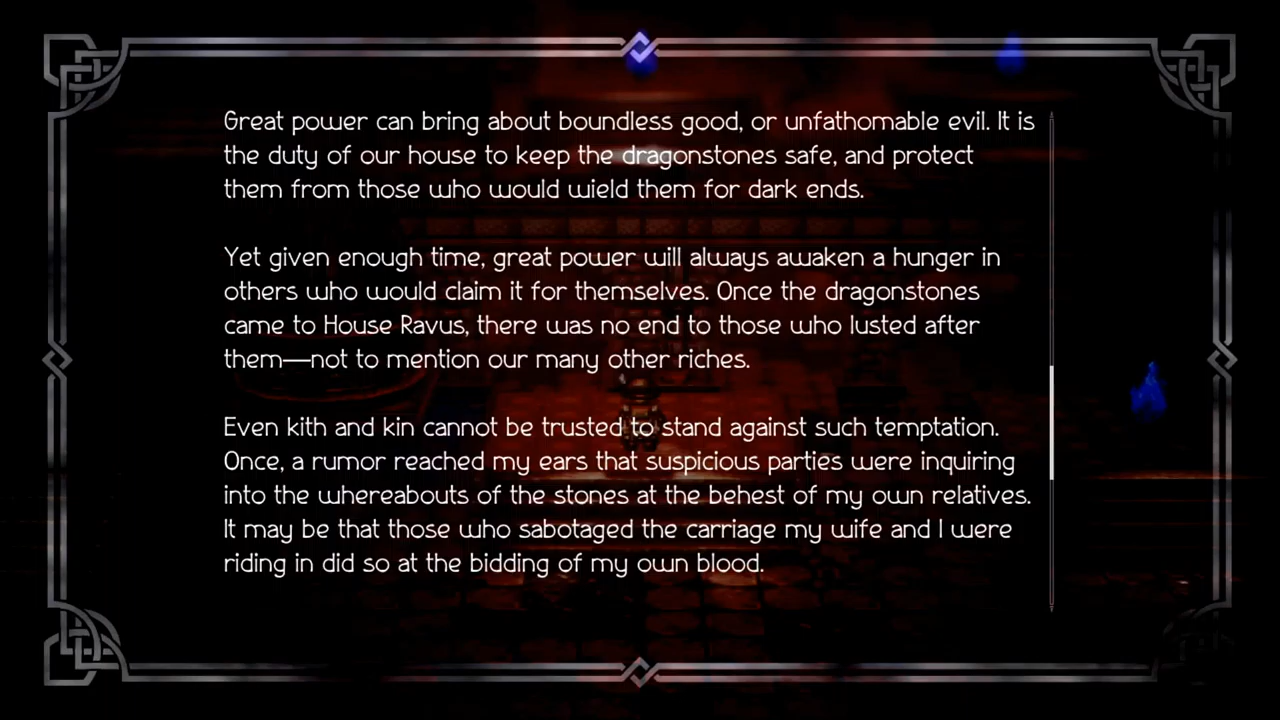 Great power can bring about boundless good, or unfathomable evil. It is
the duty of our house to keep the dragonstones safe, and protect
them from those who would wield them for dark ends.
Yet given enough time, great power will always awaken a hunger in
others who would claim it for themselves. Once the dragonstones
came to House Ravus, there was no end to those who lusted after
them—not to mention our many other riches.
Even kith and kin cannot be trusted to stand against such temptation.
Once, a rumor reached my ears that suspicious parties were inquiring
into the whereabouts of the stones at the behest of my own relatives.
It may be that those who sabotaged the carriage my wife and I were
riding in did so at the bidding of my own blood.